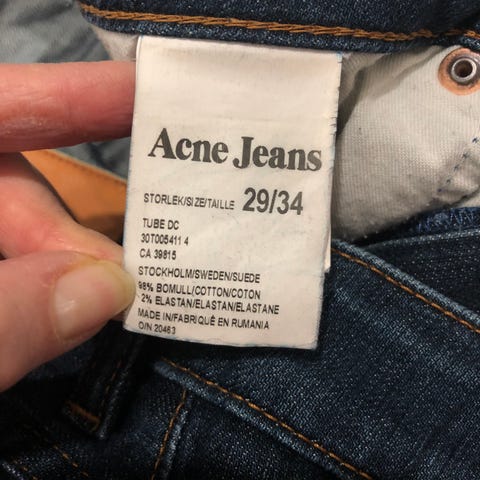 Acne Jeans
STORLEK/SIZE/TAILLE 29/34
TUBE DC
30T005411 4
CA 39815
STOCKHOLM/SWEDEN/SUEDE
98% BOMULL/COTTON/COTON
2% ELASTAN/ELASTAN/ELASTANE
MADE IN/FABRIQUÉ EN RUMANIA
O/N 20463